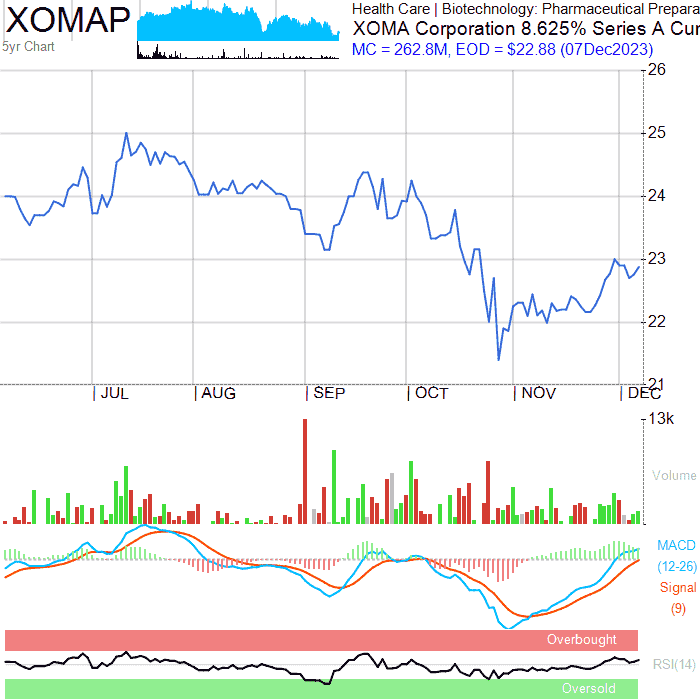 XOMAP
5yr Chart
Health Care | Biotechnology: Pharmaceutical Prepara
XOMA Corporation 8.625% Series A Cur
MC = 262.8M, EOD = $22.88 (07Dec2023)
26
25
24
23
22
21
JUL AUG SEP OCT NOV DEC
13k
Volume
MACD
(12-26)
Signal
(9)
Overbought
RSI(14)
Oversold